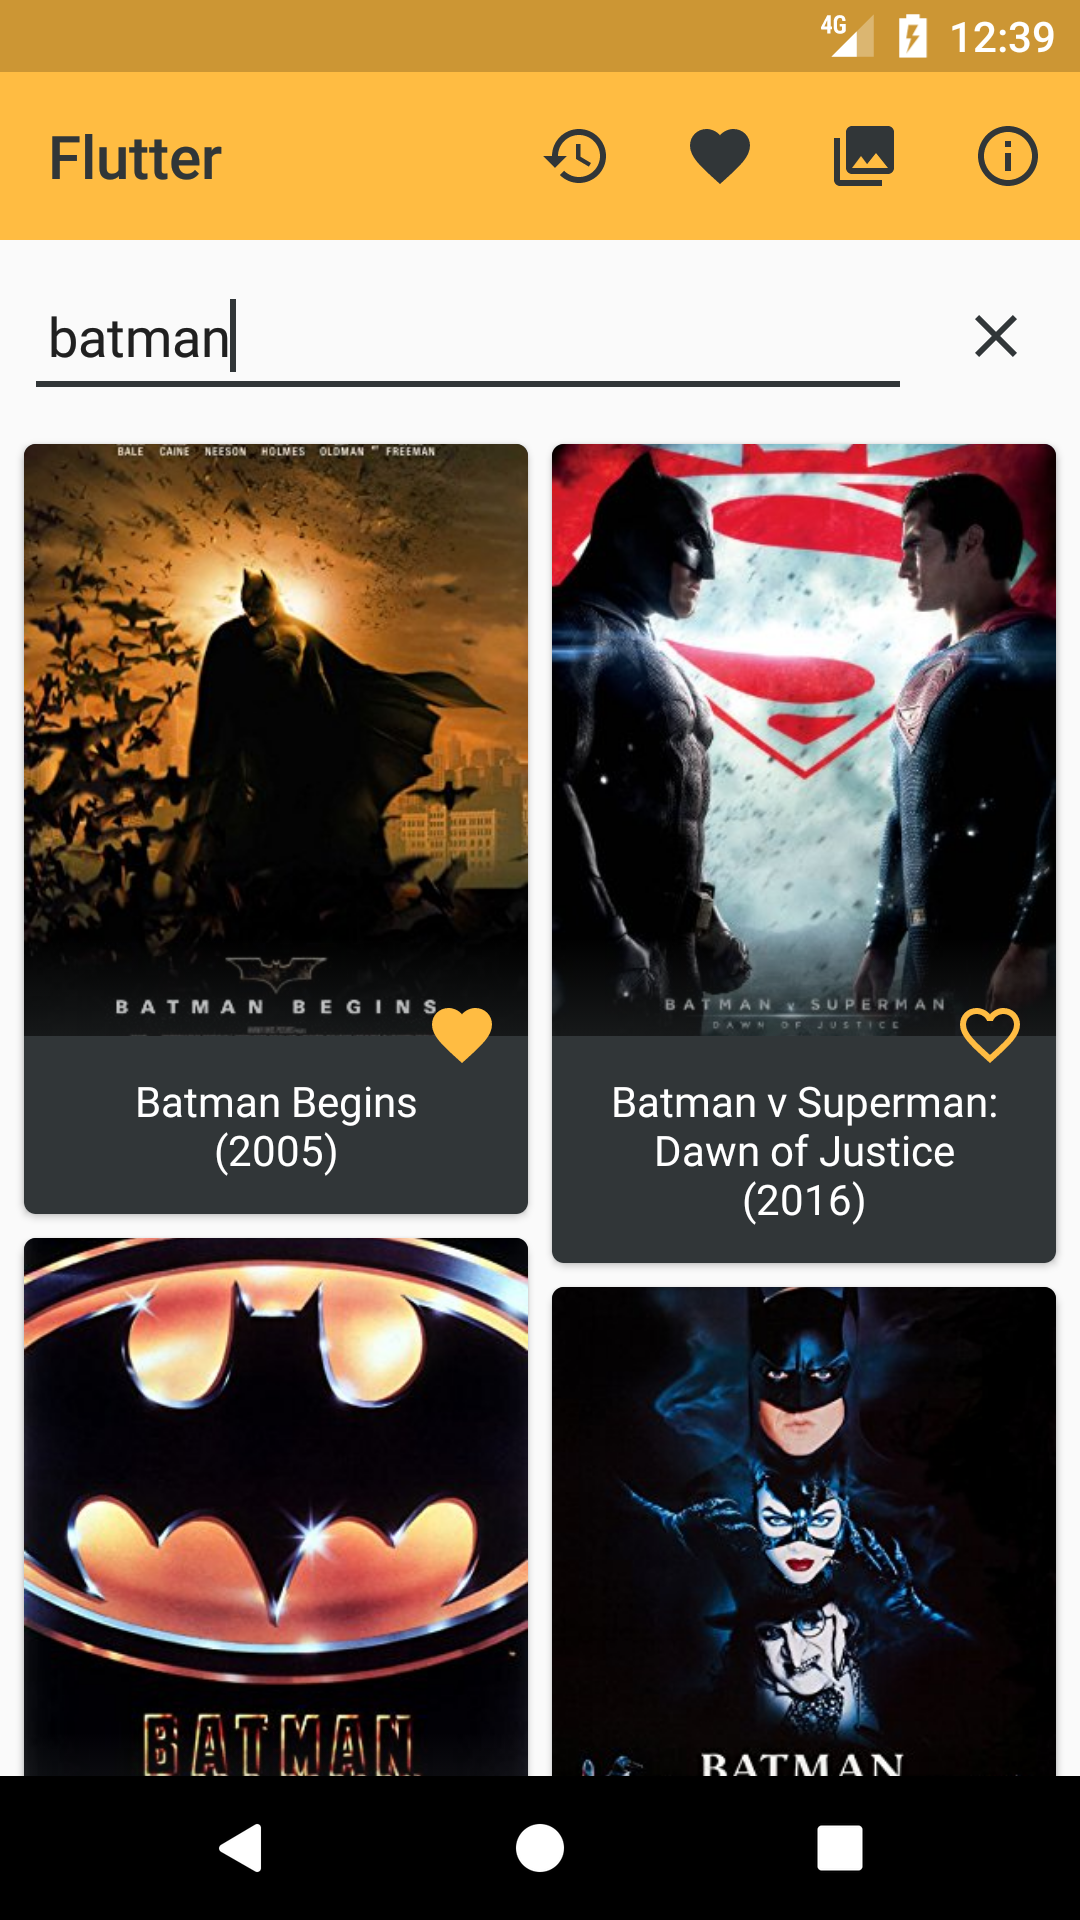 4G 12:39
Flutter
batman
BALE CAINE NEESON HOLMES OLDMAN FREEMAN
BATMAN BEGINS
BATMAN v SUPERMAN
DAWN OF JUSTICE
Batman Begins
(2005)
Batman v Superman:
Dawn of Justice
(2016)
BATMAN
BATMAN